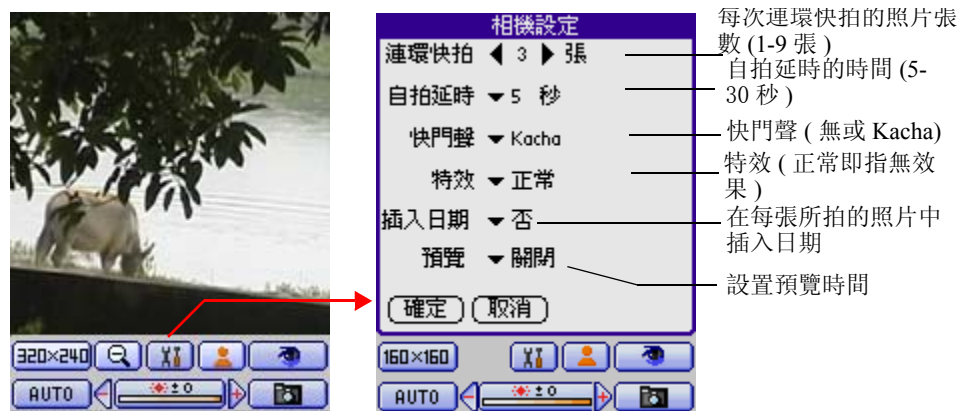 320×240
AUTO
±0
相機設定
連環快拍 3 張
自拍延時 5 秒
快門聲 Kacha
特效 正常
插入日期 否
預覽 關閉
確定 取消
160×160
AUTO
±0
每次連環快拍的照片張
數 (1-9 張 )
自拍延時的時間 (5-
30 秒 )
快門聲 ( 無或 Kacha)
特效 ( 正常即指無效
果 )
在每張所拍的照片中
插入日期
設置預覽時間